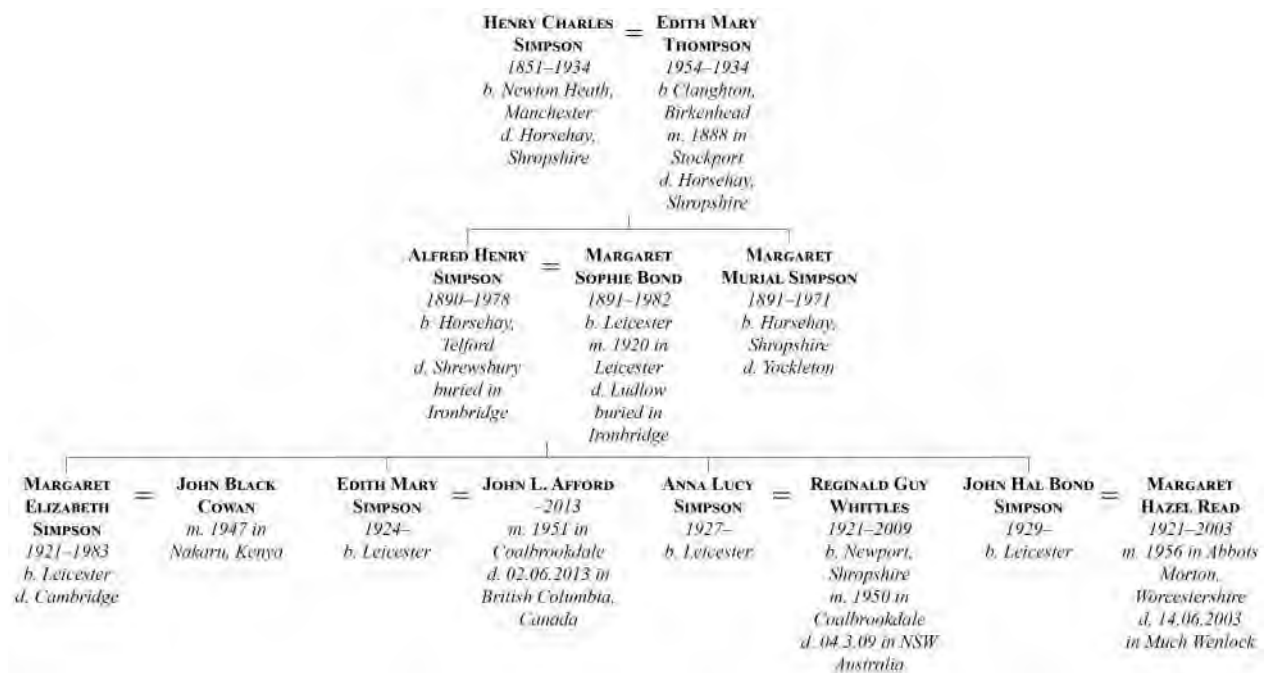 HENRY CHARLES
SIMPSON
1851–1934
b. Newton Heath,
Manchester
d. Horsehay,
Shropshire
=
EDITH MARY
THOMPSON
1954–1934
b Claughton,
Birkenhead
m. 1888 in
Stockport
d. Horsehay,
Shropshire
ALFRED HENRY
SIMPSON
1890–1978
b. Horsehay,
Telford
d. Shrewsbury
buried in
Ironbridge
=
MARGARET
SOPHIE BOND
1891–1982
b. Leicester
m. 1920 in
Leicester
d. Ludlow
buried in
Ironbridge
MARGARET
MURIAL SIMPSON
1891–1971
b. Horsehay,
Shropshire
d. Yockleton
MARGARET
ELIZABETH
SIMPSON
1921–1983
b. Leicester
d. Cambridge
=
JOHN BLACK
COWAN
m. 1947 in
Nakaru, Kenya
EDITH MARY
SIMPSON
1924–
b. Leicester
=
JOHN L. AFFORD
-2013
m. 1951 in
Coalbrookdale
d. 02.06.2013 in
British Columbia,
Canada
ANNA LUCY
SIMPSON
1927–
b. Leicester
=
REGINALD GUY
WHITTLES
1921–2009
b. Newport,
Shropshire
m. 1950 in
Coalbrookdale
d. 04.3.09 in NSW
Australia
JOHN HAL BOND
SIMPSON
1929–
b. Leicester
=
MARGARET
HAZEL READ
1921–2003
m. 1956 in Abbots
Morton,
Worcestershire
d, 14.06.2003
in Much Wenlock